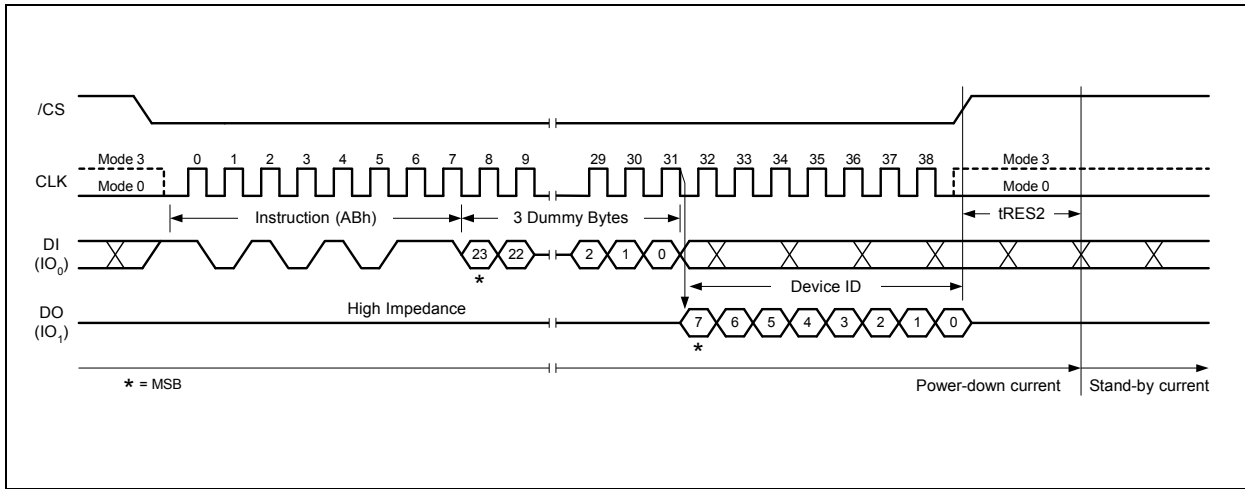 /CS
Mode 3 0 1 2 3 4 5 6 7 8 9 29 30 31 32 33 34 35 36 37 38 Mode 3
CLK Mode 0 Mode 0
Instruction (ABh) 3 Dummy Bytes tRES2
DI
(IO0) 23 22 2 1 0
*
Device ID
High Impedance
DO
(IO1) 7 6 5 4 3 2 1 0
*
* = MSB Power-down current Stand-by current